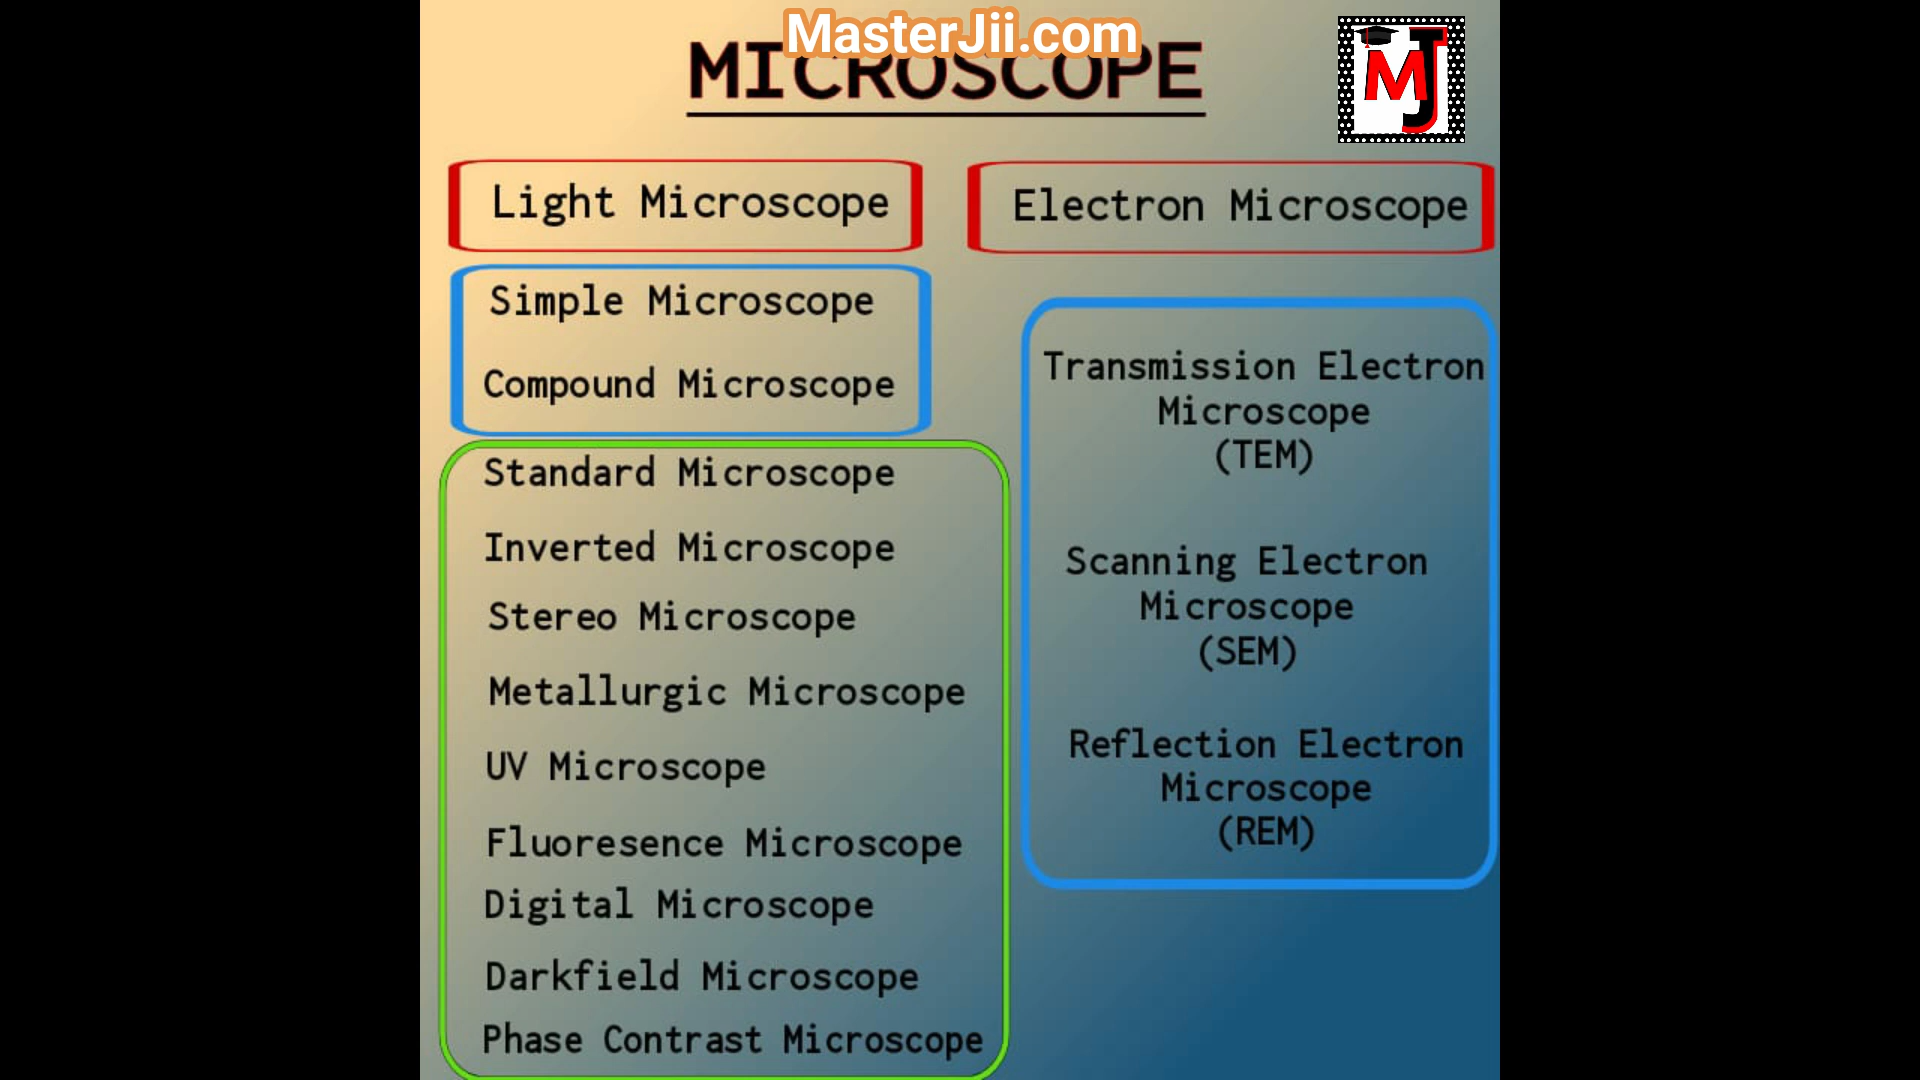 MasterJii.com
MICROSCOPE
MJ
Light Microscope
Simple Microscope
Compound Microscope
Standard Microscope
Inverted Microscope
Stereo Microscope
Metallurgic Microscope
UV Microscope
Fluoresence Microscope
Digital Microscope
Darkfield Microscope
Phase Contrast Microscope
Electron Microscope
Transmission Electron
Microscope
(TEM)
Scanning Electron
Microscope
(SEM)
Reflection Electron
Microscope
(REM)